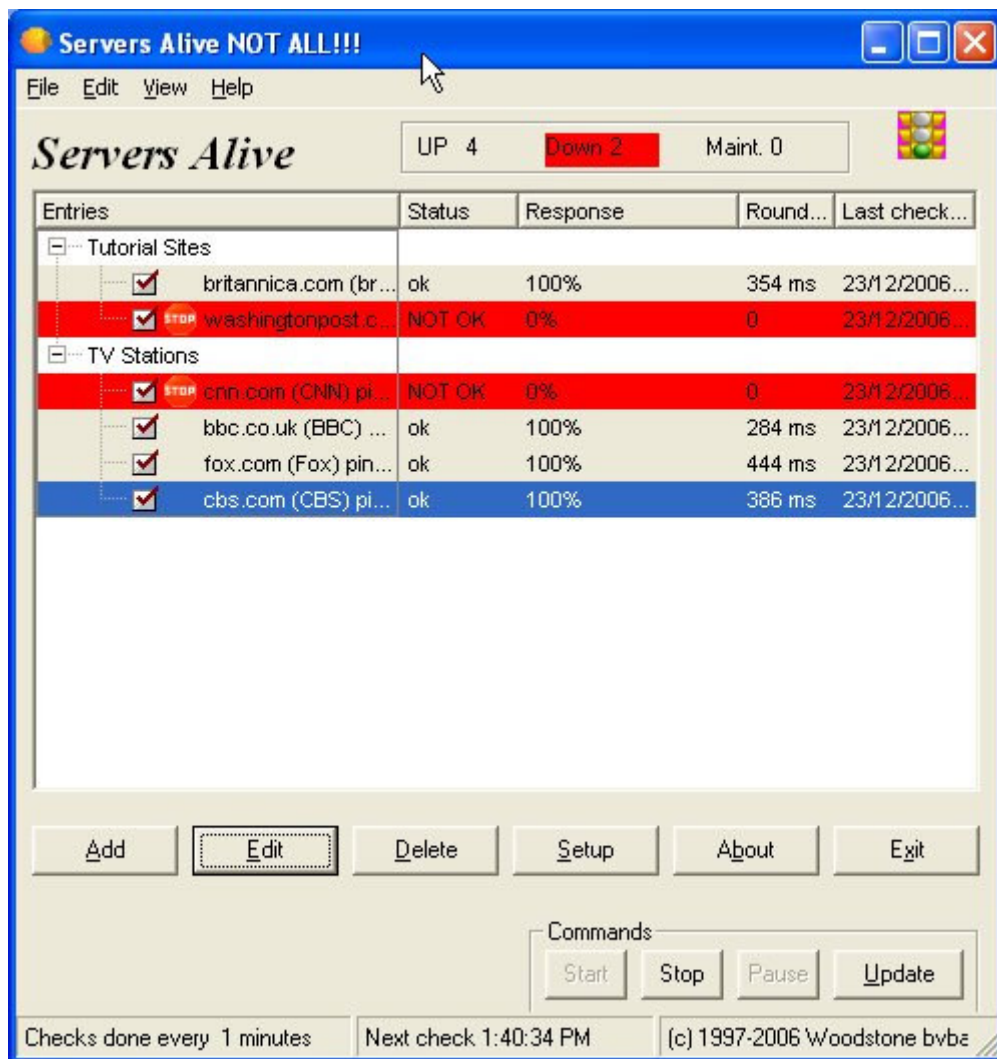 Servers Alive NOT ALL!!!
File Edit View Help
Servers Alive UP 4 Down 2 Maint. 0
Entries Status Response Round... Last check...
Tutorial Sites
britannica.com (br... ok 100% 354 ms 23/12/2006...
STOP washingtonpost.c... NOT OK 0% 0 23/12/2006...
TV Stations
STOP cnn.com (CNN) pi... NOT OK 0% 0 23/12/2006...
bbc.co.uk (BBC) ... ok 100% 284 ms 23/12/2006...
fox.com (Fox) pin... ok 100% 444 ms 23/12/2006...
cbs.com (CBS) pi... ok 100% 386 ms 23/12/2006...
Add Edit Delete Setup About Exit
Commands
Start Stop Pause Update
Checks done every 1 minutes Next check 1:40:34 PM (c) 1997-2006 Woodstone bvba